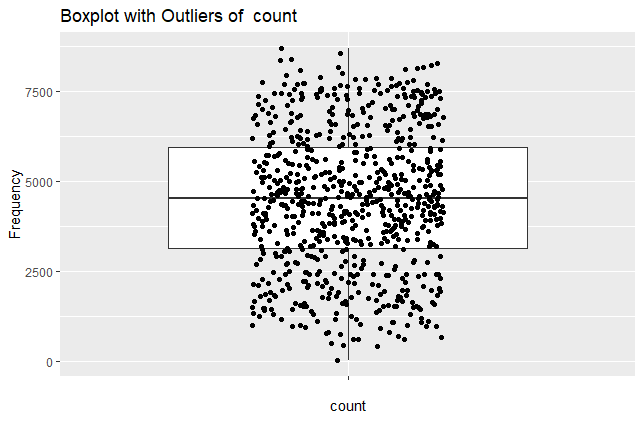 Boxplot with Outliers of  count
Frequency
7500
5000
2500
0
count